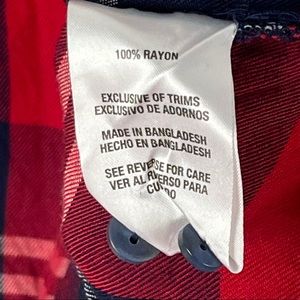 100% RAYON
EXCLUSIVE OF TRIMS
EXCLUSIVO DE ADORNOS
MADE IN BANGLADESH
HECHO EN BANGLADESH
SEE REVERSE FOR CARE
VER AL REVERSO PARA